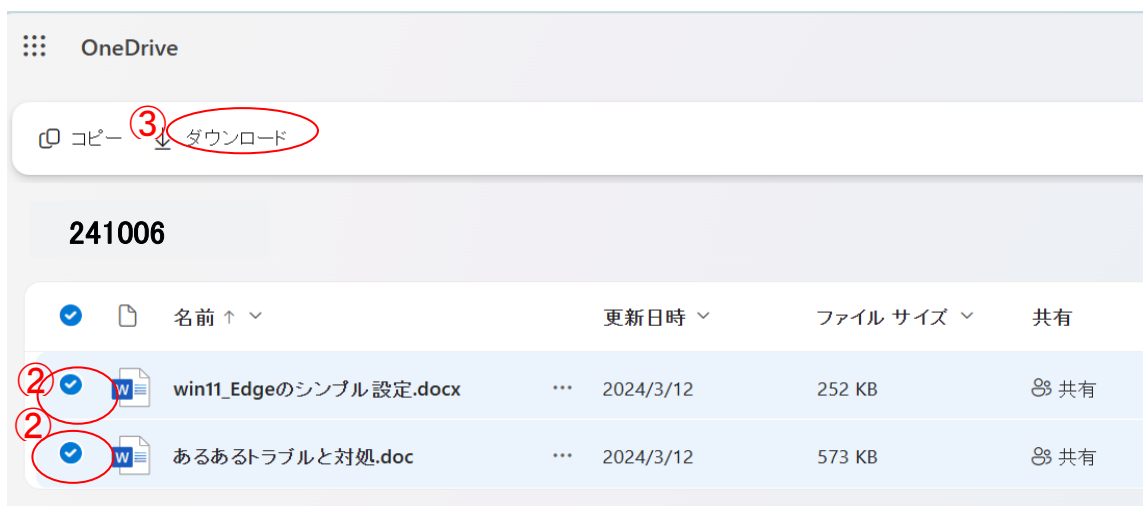 OneDrive
コピー ③ ダウンロード
241006
名前 ↑ 更新日時 ファイル サイズ 共有
② win11_Edgeのシンプル設定.docx … 2024/3/12 252 KB 共有
② あるあるトラブルと対処.doc … 2024/3/12 573 KB 共有